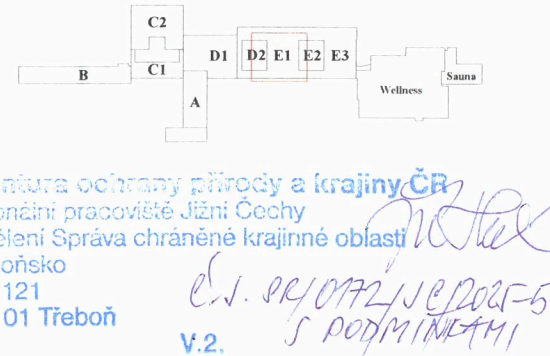 C2
D1 D2 E1 E2 E3
B C1
Sauna
Wellness
A
ntura ochrany přírody a krajiny ČR
onální pracoviště Jižní Čechy
ělení Správa chráněné krajinné oblasti
oňsko
121
01 Třeboň
Č.J. SR/0172/JC/2025-5
S PODMÍNKAMI
V.2.